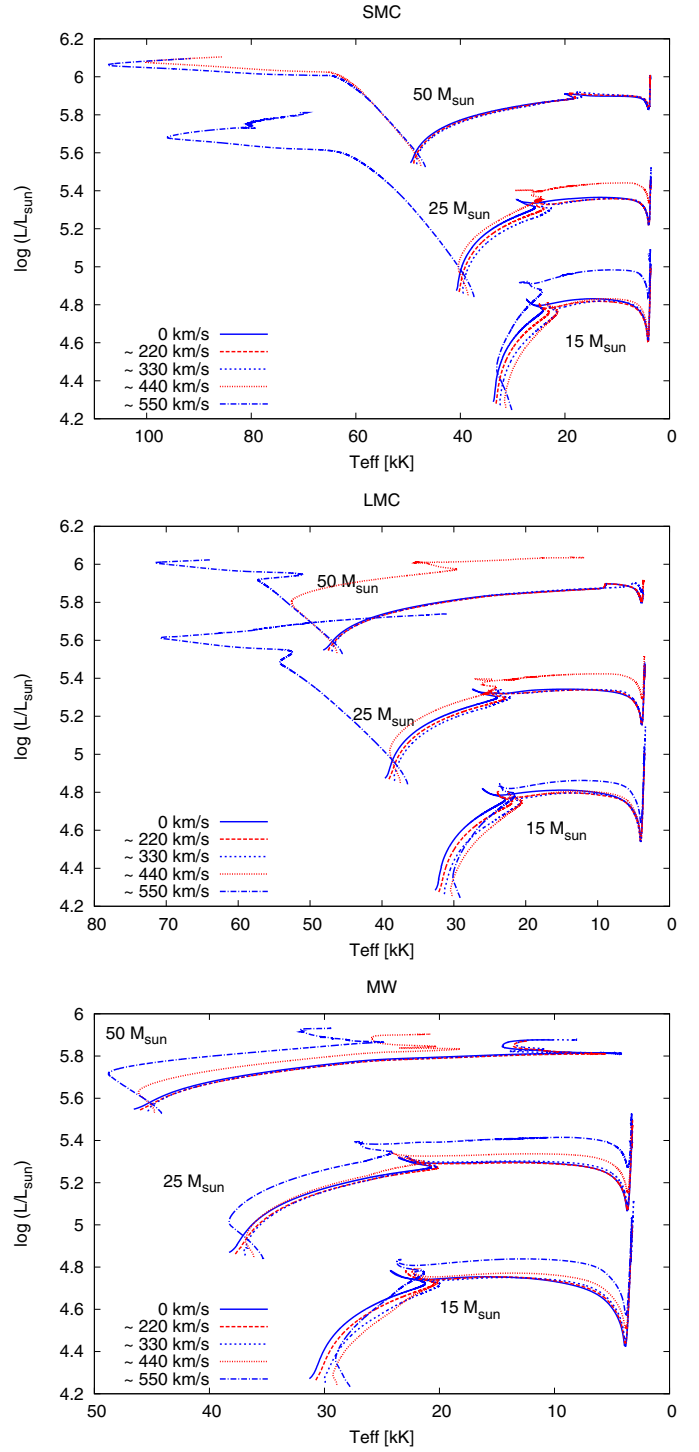 SMC
6.2
6
5.8
5.6
5.4
5.2
5
4.8
4.6
4.4
4.2
log (L/L_sun)
50 M_sun
25 M_sun
15 M_sun
0 km/s
~ 220 km/s
~ 330 km/s
~ 440 km/s
~ 550 km/s
100 80 60 40 20 0
Teff [kK]
LMC
6.2
6
5.8
5.6
5.4
5.2
5
4.8
4.6
4.4
4.2
log (L/L_sun)
50 M_sun
25 M_sun
15 M_sun
0 km/s
~ 220 km/s
~ 330 km/s
~ 440 km/s
~ 550 km/s
80 70 60 50 40 30 20 10 0
Teff [kK]
MW
6
5.8
5.6
5.4
5.2
5
4.8
4.6
4.4
4.2
log (L/L_sun)
50 M_sun
25 M_sun
15 M_sun
0 km/s
~ 220 km/s
~ 330 km/s
~ 440 km/s
~ 550 km/s
50 40 30 20 10 0
Teff [kK]